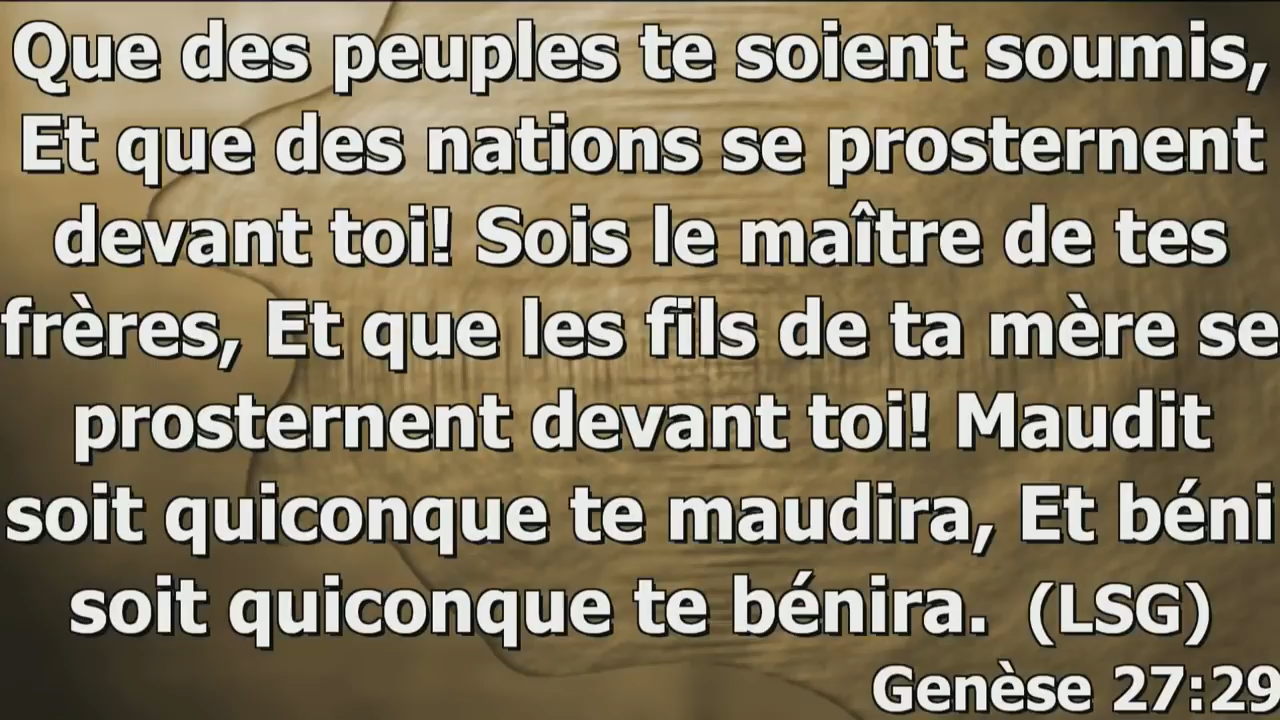 Que des peuples te soient soumis,
Et que des nations se prosternent
devant toi! Sois le maître de tes
frères, Et que les fils de ta mère se
prosternent devant toi! Maudit
soit quiconque te maudira, Et béni
soit quiconque te bénira. (LSG)
Genèse 27:29